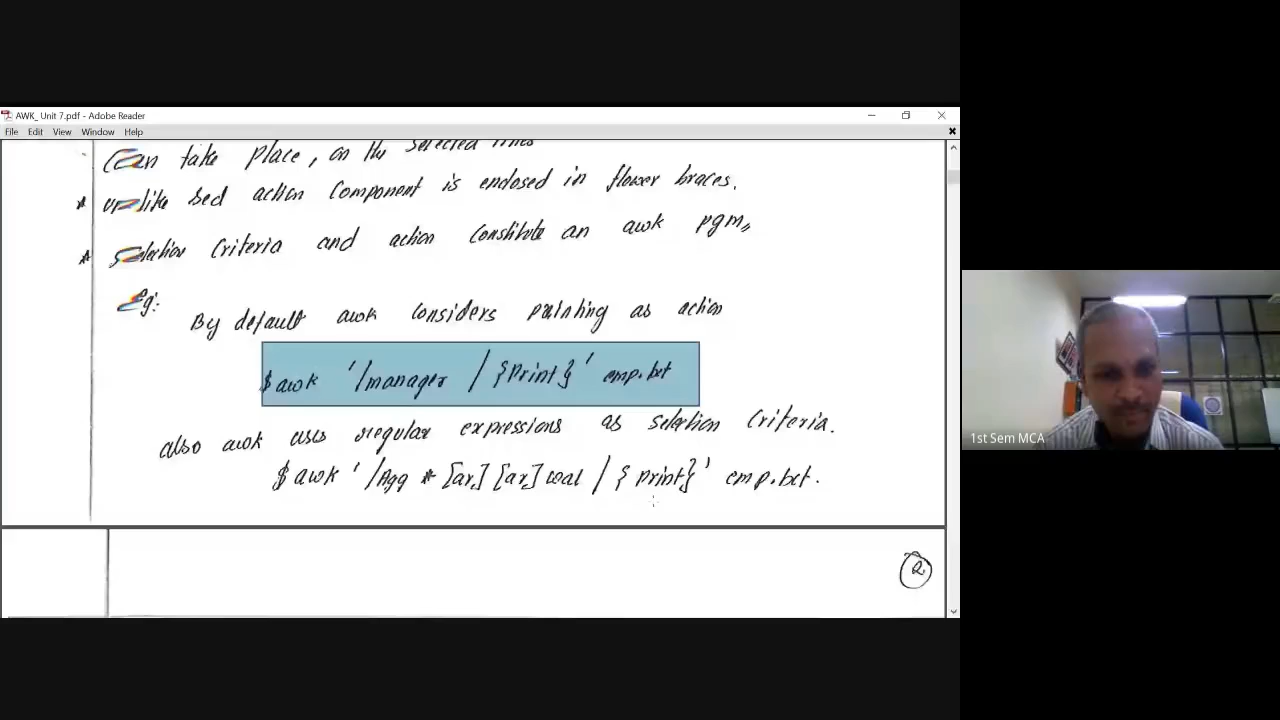 AWK_ Unit 7.pdf - Adobe Reader
File Edit View Window Help
Can take place, on the selected lines
* unlike sed action component is enclosed in flower braces.
* Selection Criteria and action constitute an awk pgm,,
Eg:
By default awk considers printing as action
$ awk '/manager / {Print}' emp.txt
also awk uses regular expressions as selection Criteria.
$ awk '/Agg * [ar] [ar] wal / { print}' emp.txt.
2
1st Sem MCA